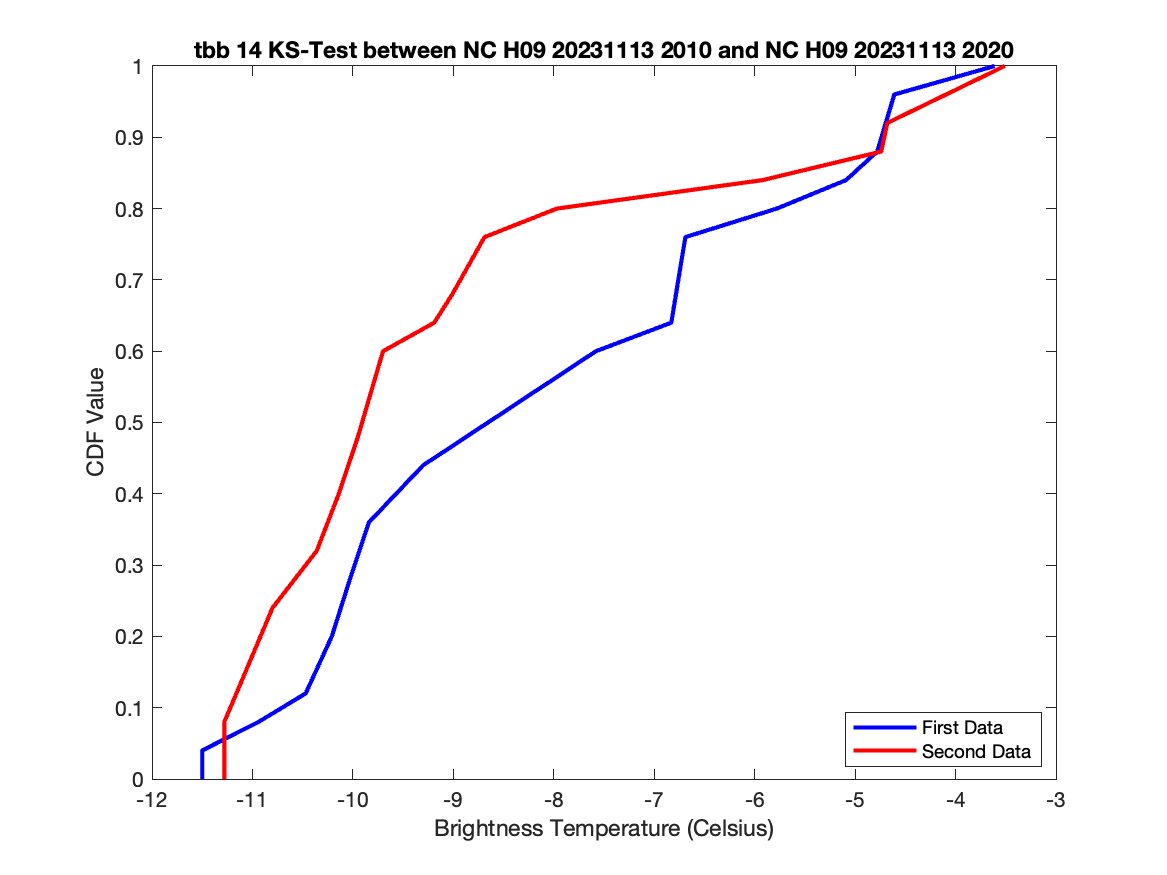 tbb 14 KS-Test between NC H09 20231113 2010 and NC H09 20231113 2020
1
0.9
0.8
0.7
0.6
0.5
0.4
0.3
0.2
0.1
0
CDF Value
First Data
Second Data
-12 -11 -10 -9 -8 -7 -6 -5 -4 -3
Brightness Temperature (Celsius)